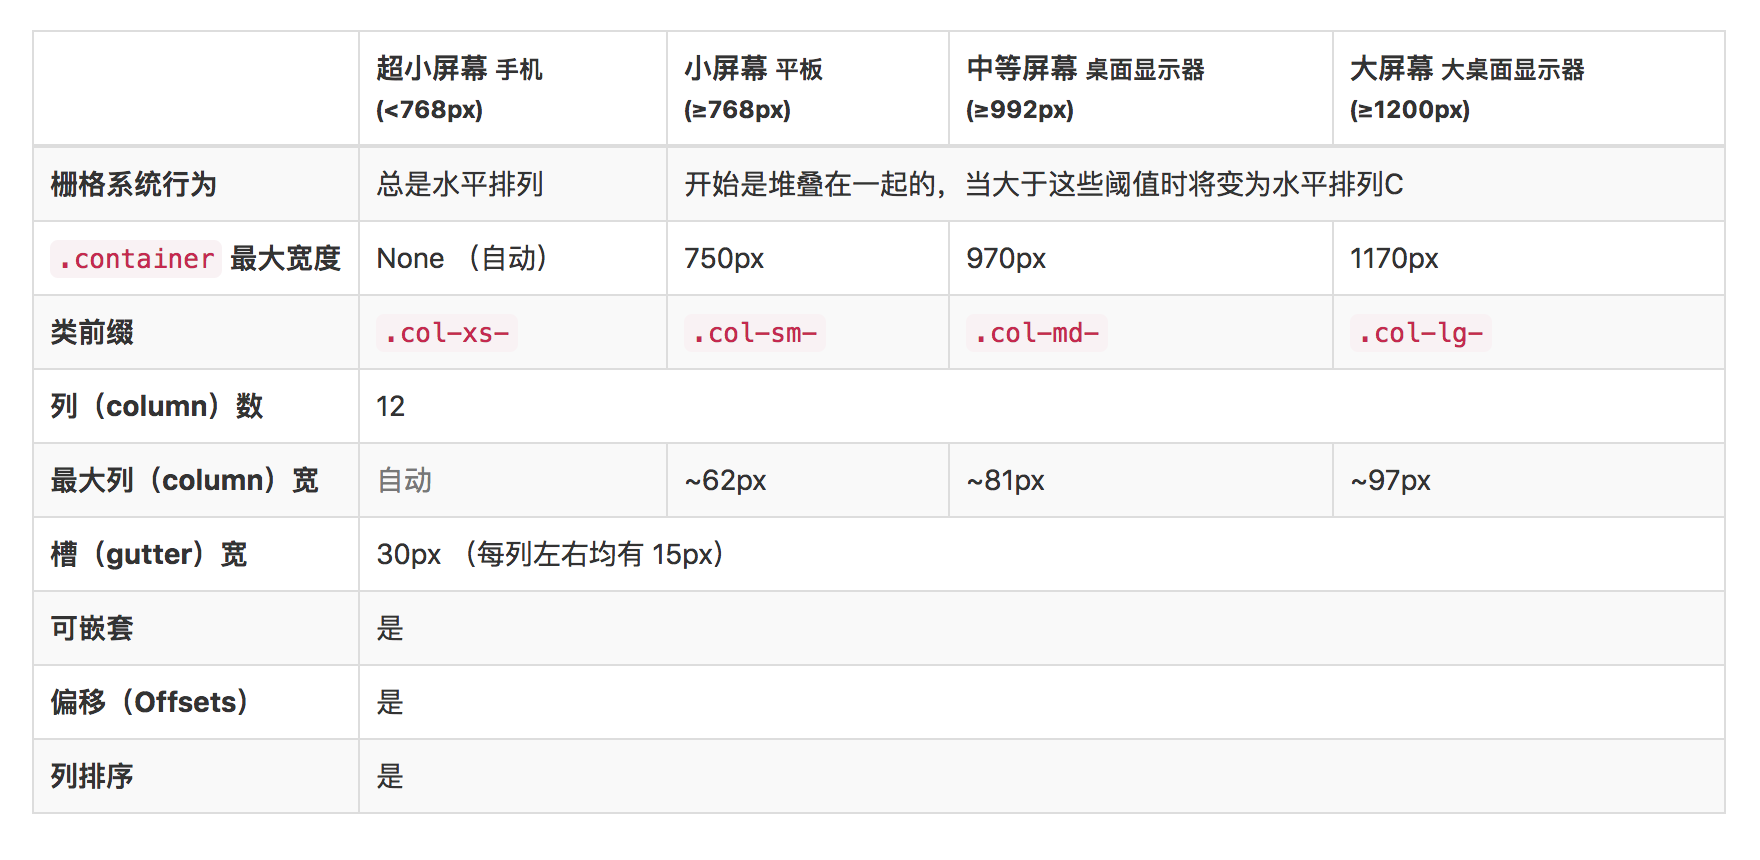 超小屏幕 手机 (<768px)
小屏幕 平板 (≥768px)
中等屏幕 桌面显示器 (≥992px)
大屏幕 大桌面显示器 (≥1200px)
栅格系统行为 总是水平排列 开始是堆叠在一起的，当大于这些阈值时将变为水平排列C
.container 最大宽度 None （自动） 750px 970px 1170px
类前缀 .col-xs- .col-sm- .col-md- .col-lg-
列（column）数 12
最大列（column）宽 自动 ~62px ~81px ~97px
槽（gutter）宽 30px （每列左右均有 15px）
可嵌套 是
偏移（Offsets） 是
列排序 是